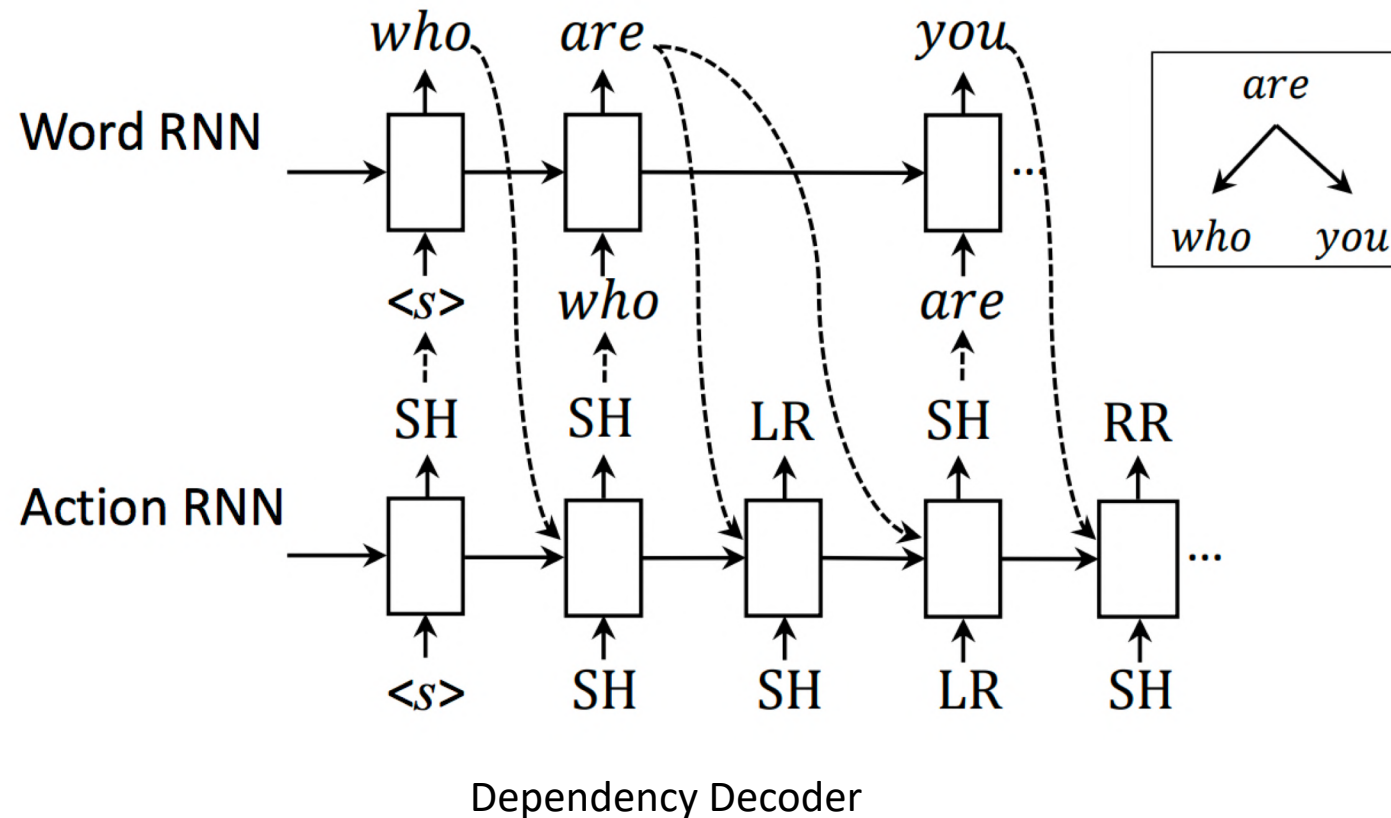 who are you
are
Word RNN
...
who you
<s> who are
SH SH LR SH RR
Action RNN
...
<s> SH SH LR SH
Dependency Decoder